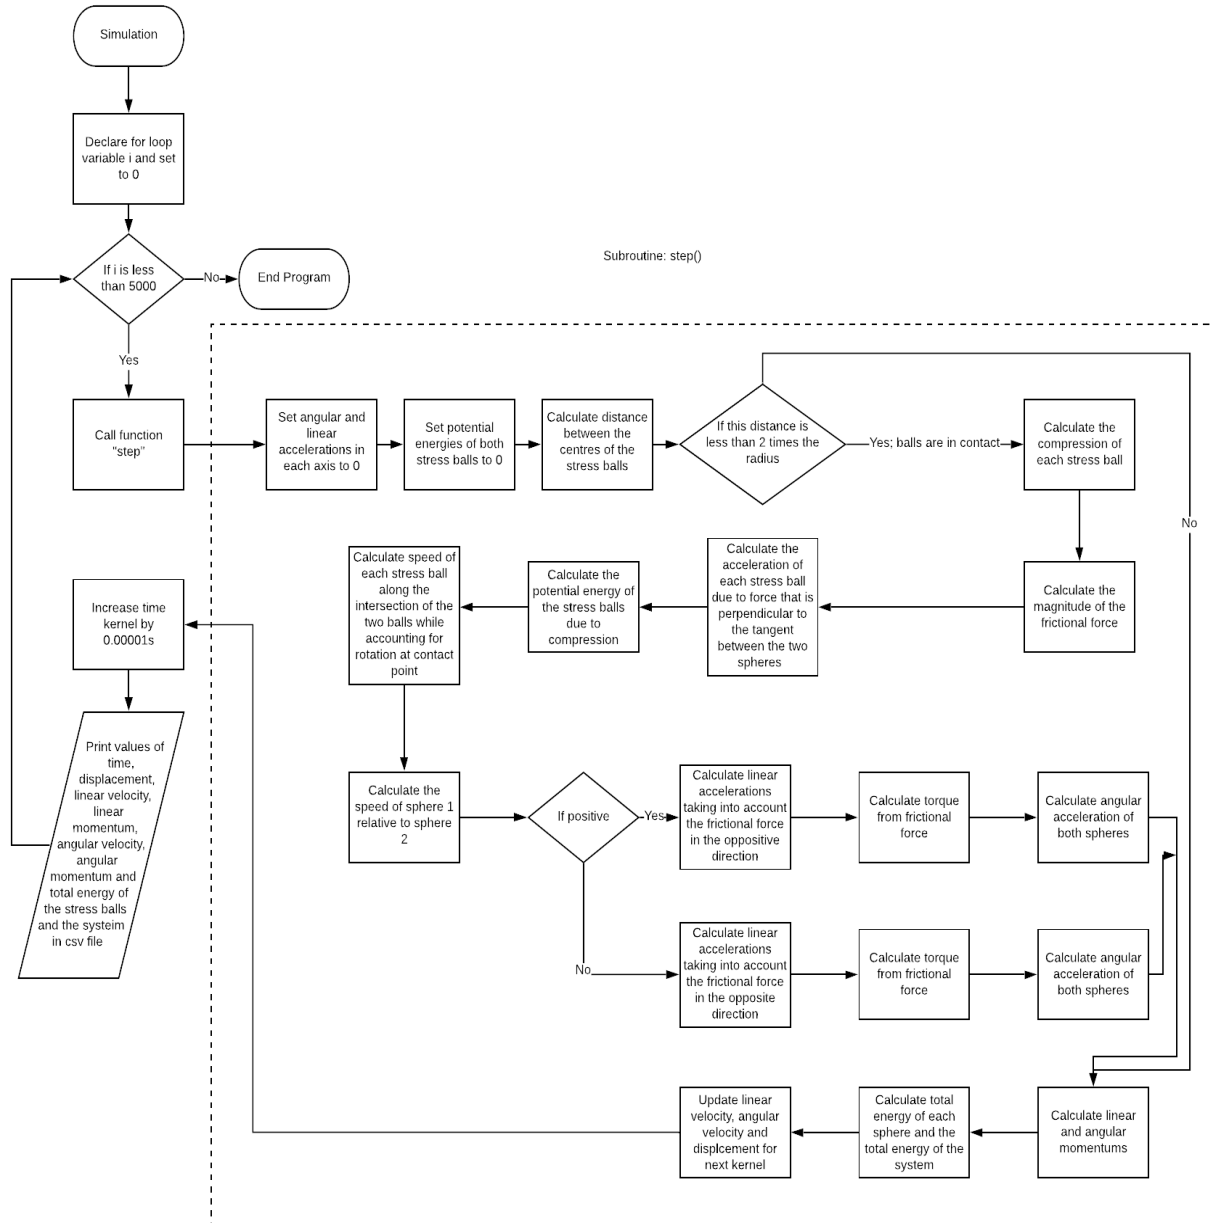 Simulation
Declare for loop
variable i and set
to 0
If i is less
than 5000
No
End Program
Yes
Call function
"step"
Subroutine: step()
Set angular and
linear
accelerations in
each axis to 0
Set potential
energies of both
stress balls to 0
Calculate distance
between the
centres of the
stress balls
If this distance is
less than 2 times the
radius
Yes; balls are in contact
Calculate the
compression of
each stress ball
No
Calculate the
magnitude of the
frictional force
Calculate the
acceleration of
each stress ball
due to force that is
perpendicular to
the tangent
between the two
spheres
Calculate the
potential energy of
the stress balls
due to
compression
Calculate speed of
each stress ball
along the
intersection of the
two balls while
accounting for
rotation at contact
point
Calculate the
speed of sphere 1
relative to sphere
2
If positive
Yes
Calculate linear
accelerations
taking into account
the frictional force
in the oppositive
direction
Calculate torque
from frictional
force
Calculate angular
acceleration of
both spheres
No
Calculate linear
accelerations
taking into account
the frictional force
in the opposite
direction
Calculate torque
from frictional
force
Calculate angular
acceleration of
both spheres
Calculate linear
and angular
momentums
Calculate total
energy of each
sphere and the
total energy of the
system
Update linear
velocity, angular
velocity and
displcement for
next kernel
Increase time
kernel by
0.00001s
Print values of
time,
displacement,
linear velocity,
linear
momentum,
angular velocity,
angular
momentum and
total energy of
the stress balls
and the systeim
in csv file